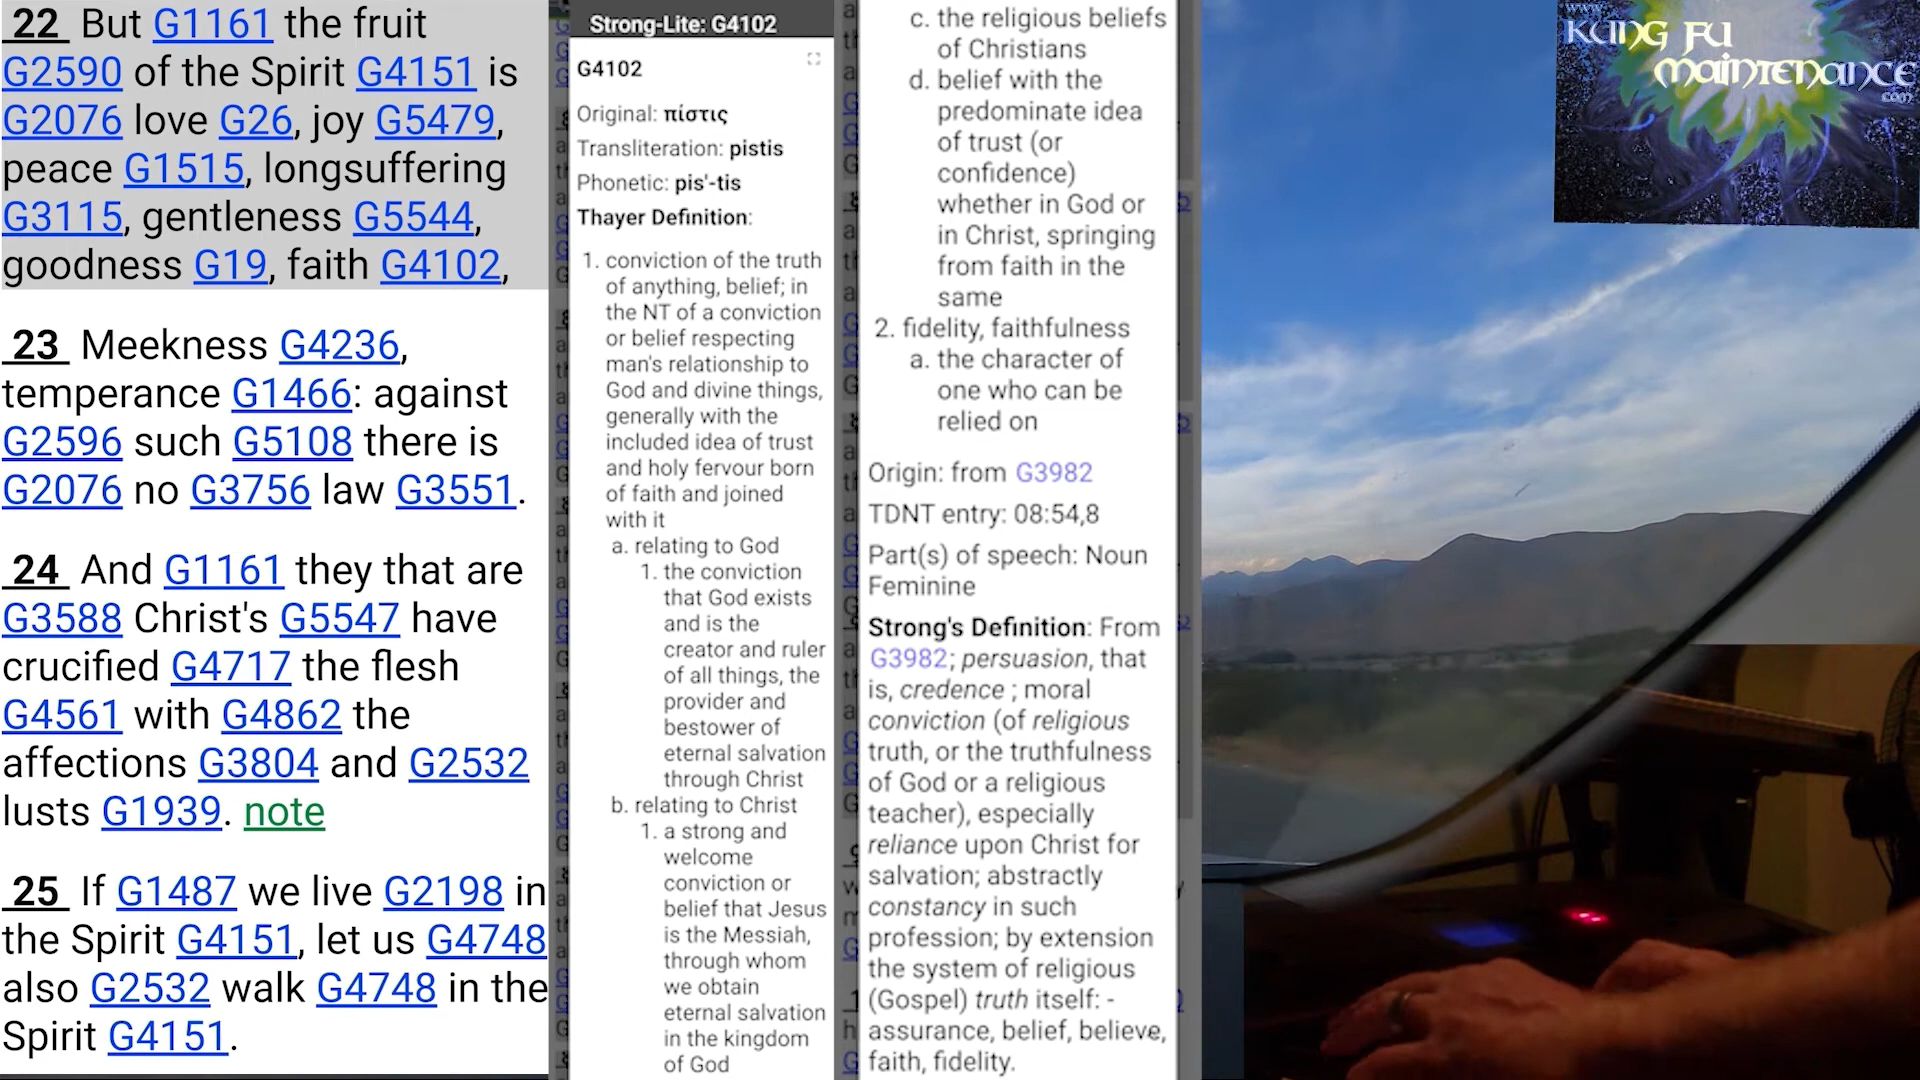 22 But G1161 the fruit
G2590 of the Spirit G4151 is
G2076 love G26, joy G5479,
peace G1515, longsuffering
G3115, gentleness G5544,
goodness G19, faith G4102,
23 Meekness G4236,
temperance G1466: against
G2596 such G5108 there is
G2076 no G3756 law G3551.
24 And G1161 they that are
G3588 Christ's G5547 have
crucified G4717 the flesh
G4561 with G4862 the
affections G3804 and G2532
lusts G1939. note
25 If G1487 we live G2198 in
the Spirit G4151, let us G4748
also G2532 walk G4748 in the
Spirit G4151.
Strong-Lite: G4102
G4102
Original: πίστις
Transliteration: pistis
Phonetic: pis'-tis
Thayer Definition:
1. conviction of the truth
of anything, belief; in
the NT of a conviction
or belief respecting
man's relationship to
God and divine things,
generally with the
included idea of trust
and holy fervour born
of faith and joined
with it
a. relating to God
1. the conviction
that God exists
and is the
creator and ruler
of all things, the
provider and
bestower of
eternal salvation
through Christ
b. relating to Christ
1. a strong and
welcome
conviction or
belief that Jesus
is the Messiah,
through whom
we obtain
eternal salvation
in the kingdom
of God
c. the religious beliefs
of Christians
d. belief with the
predominate idea
of trust (or
confidence)
whether in God or
in Christ, springing
from faith in the
same
2. fidelity, faithfulness
a. the character of
one who can be
relied on
Origin: from G3982
TDNT entry: 08:54,8
Part(s) of speech: Noun
Feminine
Strong's Definition: From
G3982; persuasion, that
is, credence ; moral
conviction (of religious
truth, or the truthfulness
of God or a religious
teacher), especially
reliance upon Christ for
salvation; abstractly
constancy in such
profession; by extension
the system of religious
(Gospel) truth itself: -
assurance, belief, believe,
faith, fidelity.
www.
KUNG FU
MAINTENANCE
.com